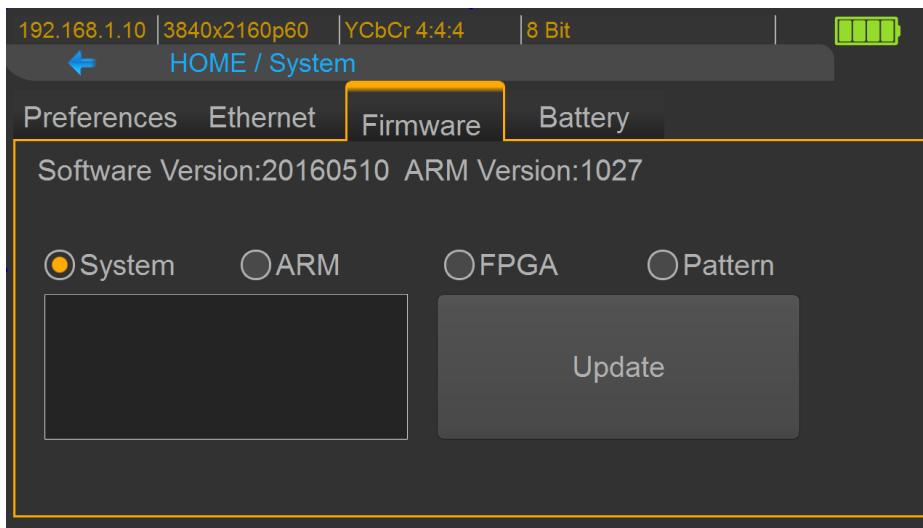 192.168.1.10 3840x2160p60 YCbCr 4:4:4 8 Bit
HOME / System
Preferences Ethernet Firmware Battery
Software Version:20160510 ARM Version:1027
System ARM FPGA Pattern
Update